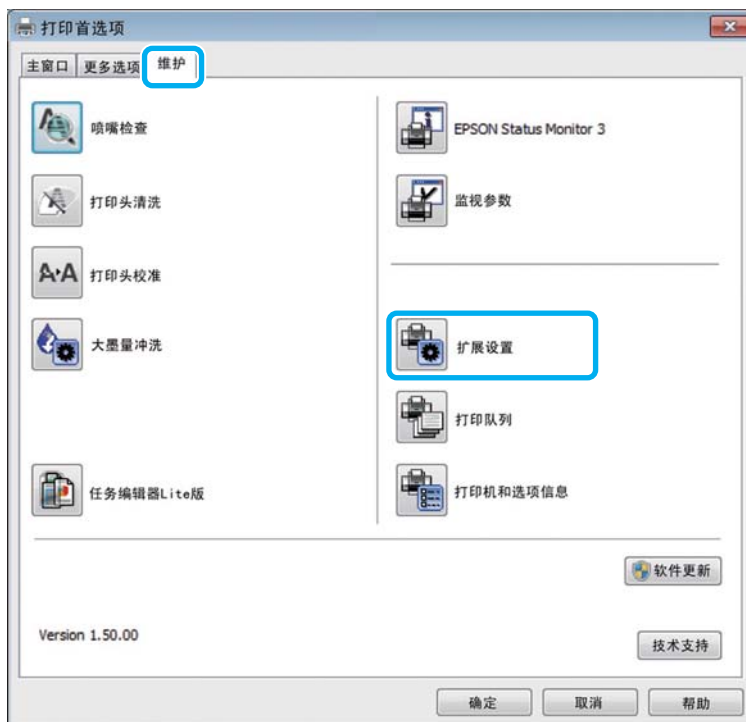 打印首选项
主窗口
更多选项
维护
喷嘴检查
EPSON Status Monitor 3
打印头清洗
监视参数
A·A
打印头校准
大墨量冲洗
扩展设置
打印队列
任务编辑器Lite版
打印机和选项信息
软件更新
Version 1.50.00
技术支持
确定
取消
帮助